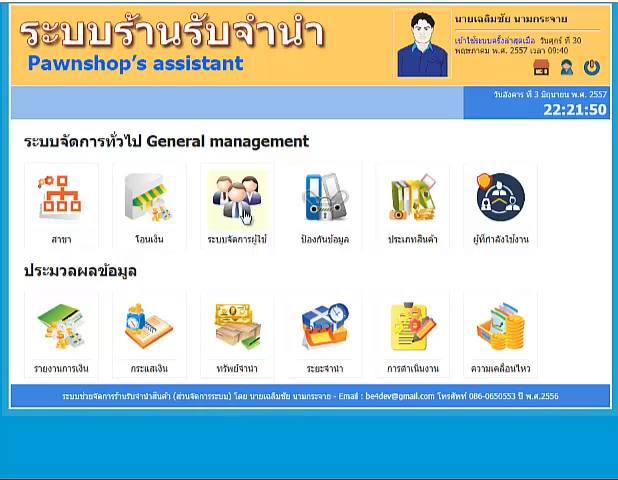 ระบบร้านรับจำนำ
Pawnshop's assistant
นายเฉลิมชัย นามกระจาย
เข้าใช้ระบบครั้งล่าสุดเมื่อ วันศุกร์ ที่ 30
พฤษภาคม พ.ศ. 2557 เวลา 09:40
วันอังคาร ที่ 3 มิถุนายน พ.ศ. 2557
22:21:50
ระบบจัดการทั่วไป General management
สาขา โอนเงิน ระบบจัดการผู้ใช้ ป้องกันข้อมูล ประเภทสินค้า ผู้ที่กำลังใช้งาน
ประมวลผลข้อมูล
รายงานการเงิน กระแสเงิน ทรัพย์จำนำ ระยะจำนำ การดำเนินงาน ความเคลื่อนไหว
ระบบช่วยจัดการร้านรับจำนำสินค้า (ส่วนจัดการระบบ) โดย นายเฉลิมชัย นามกระจาย - Email : be4dev@gmail.com โทรศัพท์ 086-0650553 ปี พ.ศ.2556